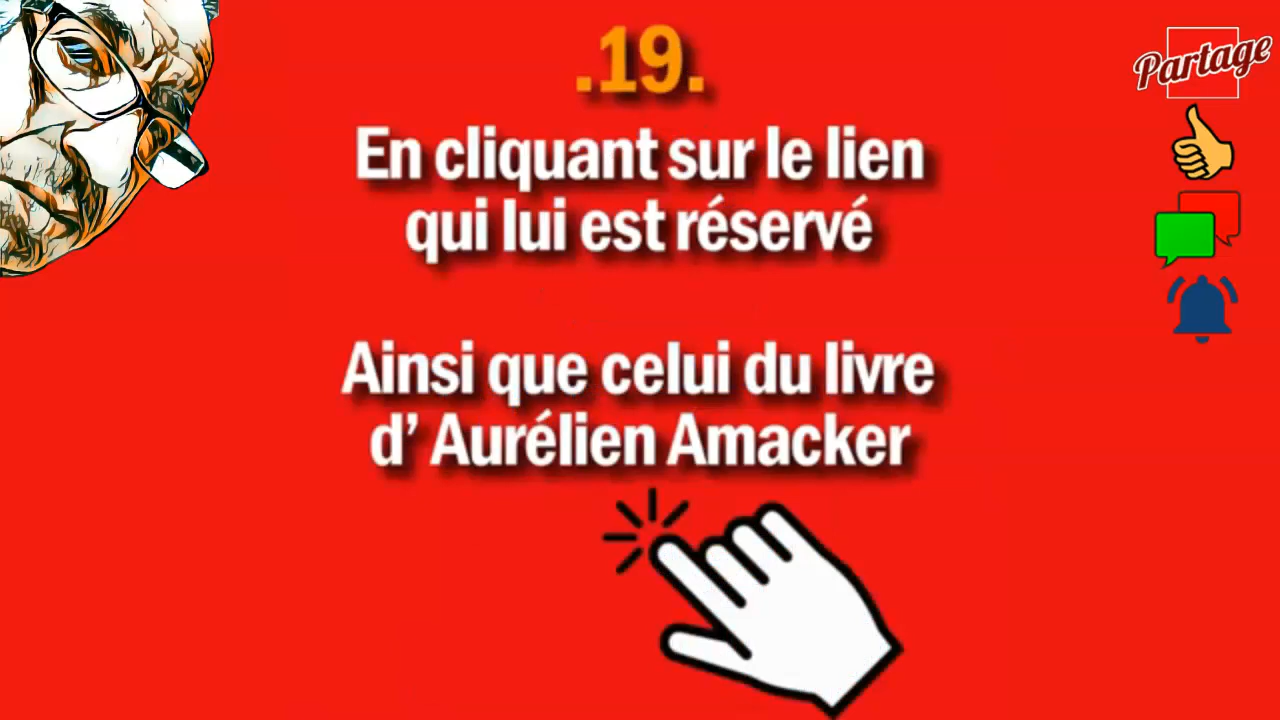 .19.
Partage
En cliquant sur le lien
qui lui est réservé
Ainsi que celui du livre
d’ Aurélien Amacker